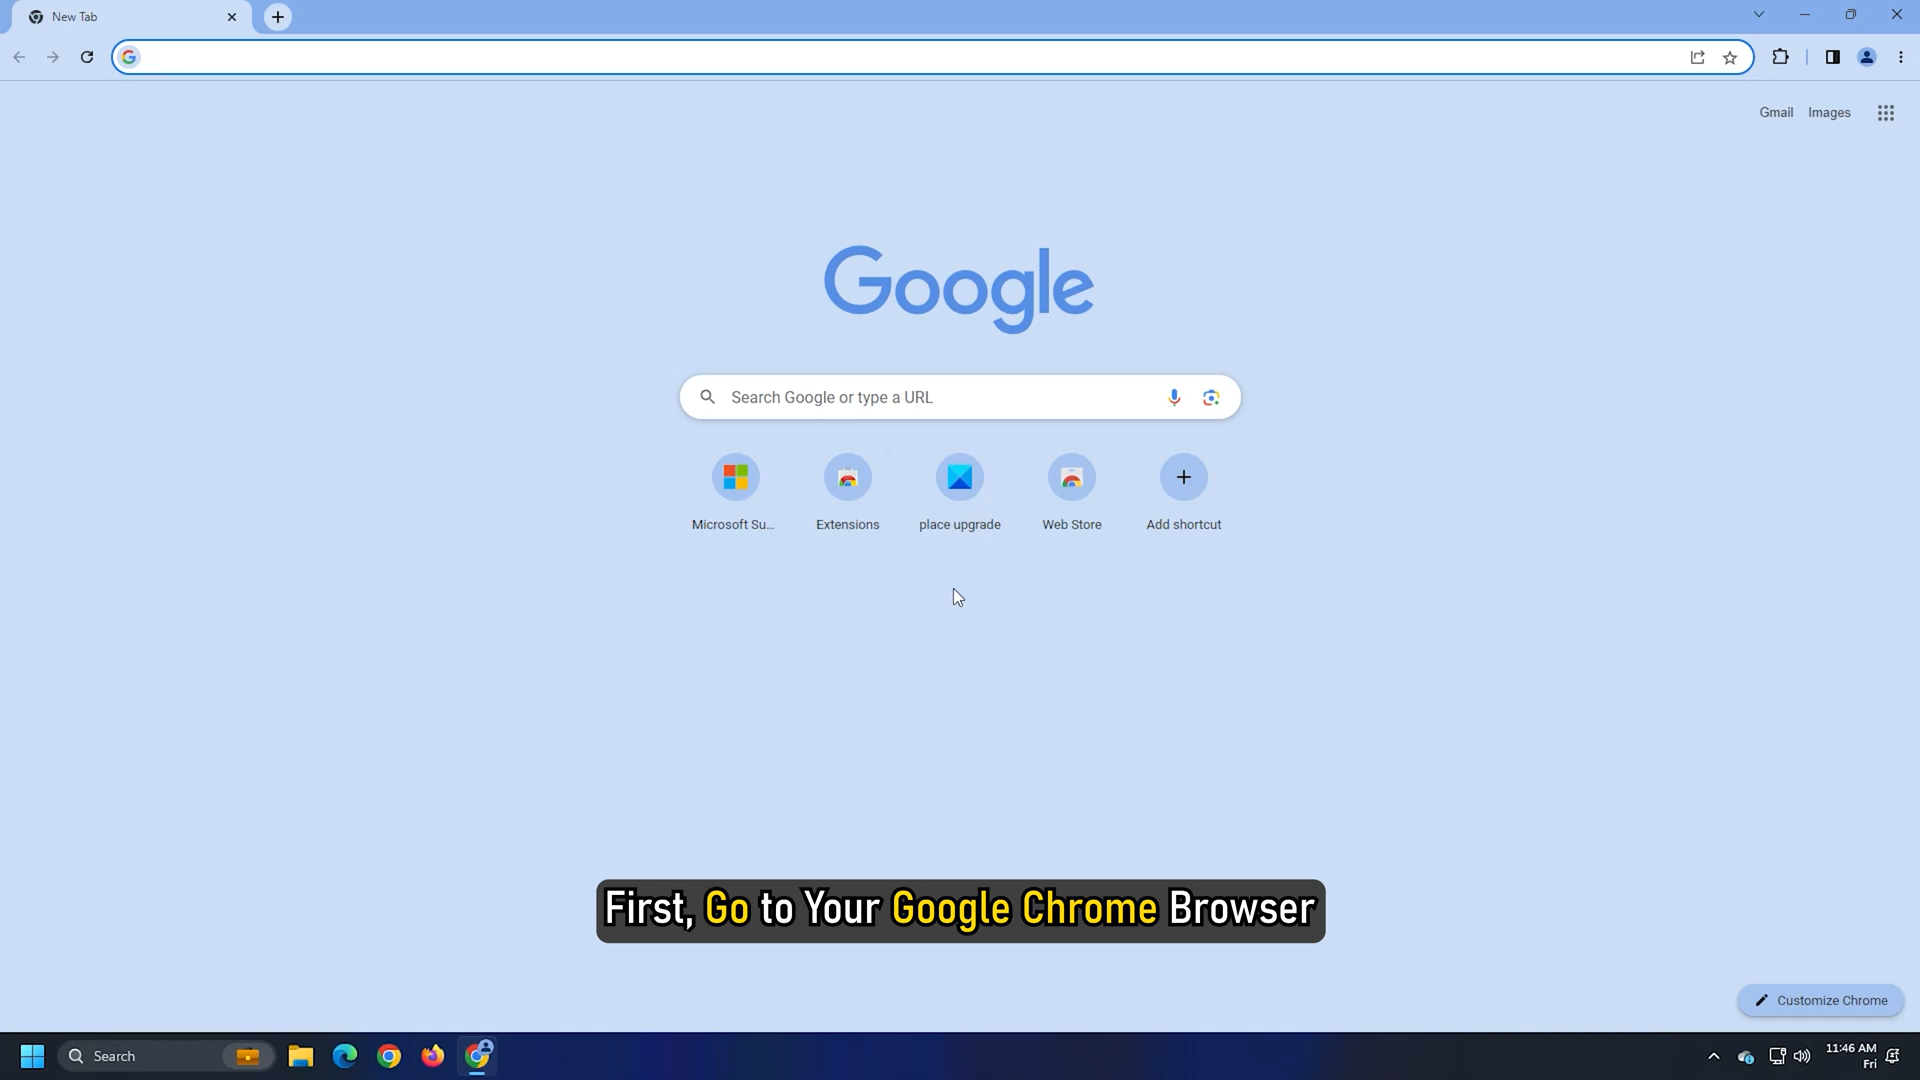 New Tab
Gmail Images
Google
Search Google or type a URL
Microsoft Su... Extensions place upgrade Web Store Add shortcut
First, Go to Your Google Chrome Browser
Customize Chrome
Search
11:46 AM
Fri